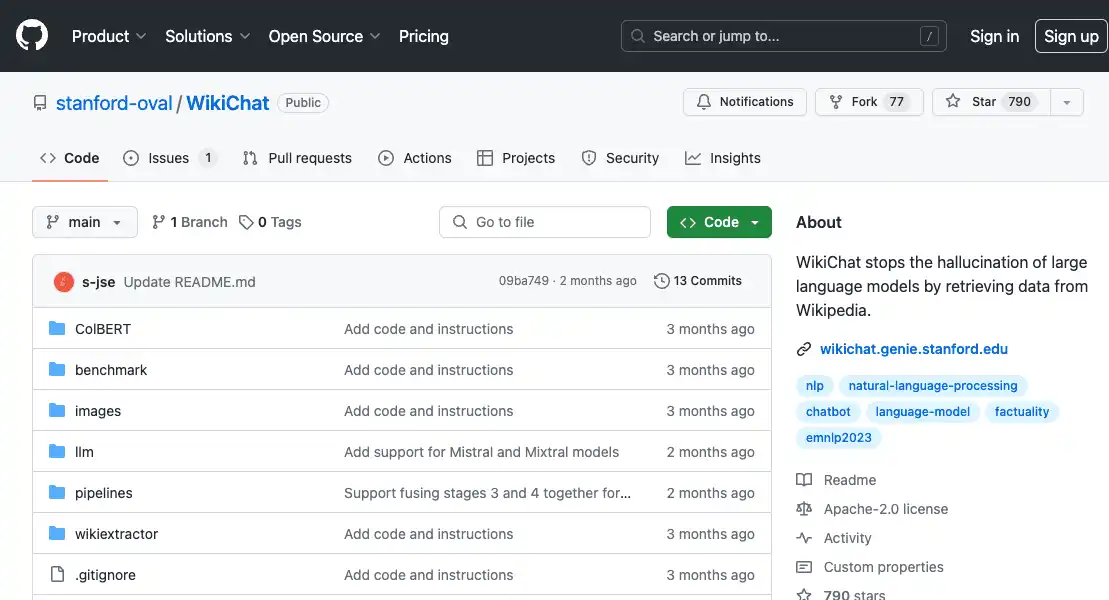 Product Solutions Open Source Pricing Search or jump to... / Sign in Sign up
stanford-oval / WikiChat Public Notifications Fork 77 Star 790
Code Issues 1 Pull requests Actions Projects Security Insights
main 1 Branch 0 Tags Go to file Code
s-jse Update README.md 09ba749 · 2 months ago 13 Commits
ColBERT Add code and instructions 3 months ago
benchmark Add code and instructions 3 months ago
images Add code and instructions 3 months ago
llm Add support for Mistral and Mixtral models 2 months ago
pipelines Support fusing stages 3 and 4 together for... 2 months ago
wikiextractor Add code and instructions 3 months ago
.gitignore Add code and instructions 3 months ago
About
WikiChat stops the hallucination of large
language models by retrieving data from
Wikipedia.
wikichat.genie.stanford.edu
nlp natural-language-processing
chatbot language-model factuality
emnlp2023
Readme
Apache-2.0 license
Activity
Custom properties
790 stars